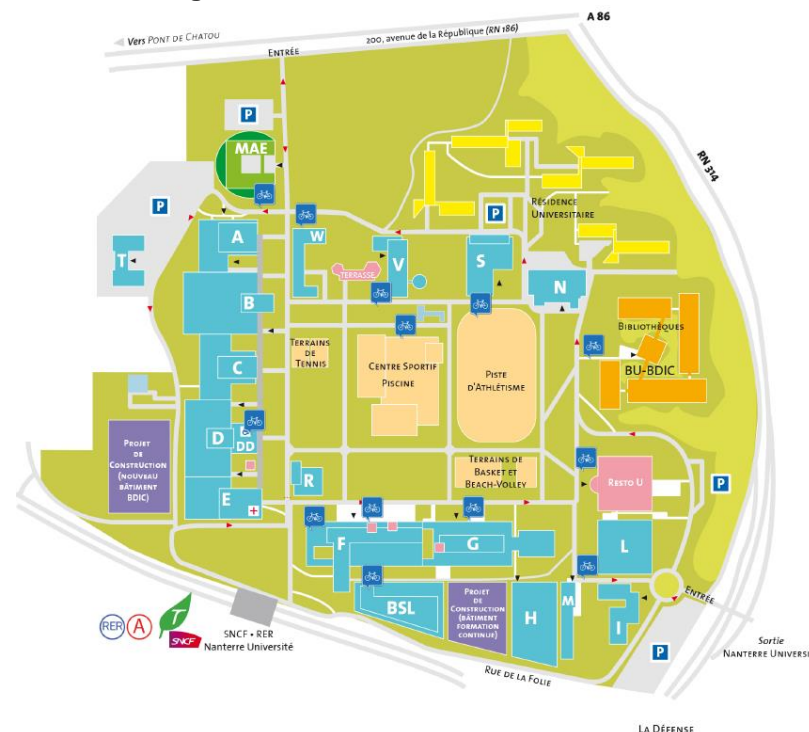 A 86
Vers PONT DE CHATOU
200, avenue de la République (RN 186)
ENTRÉE
P
MAE
RN 314
P
P
RÉSIDENCE
UNIVERSITAIRE
A
W
V
S
T
TERRASSE
N
B
BIBLIOTHÈQUES
TERRAINS
DE
TENNIS
CENTRE SPORTIF
PISCINE
PISTE
D'ATHLÉTISME
BU-BDIC
C
D
DD
PROJET
DE
CONSTRUCTION
(NOUVEAU
BÂTIMENT
BDIC)
TERRAINS DE
BASKET ET
BEACH-VOLLEY
R
RESTO U
P
E
F
G
L
BSL
PROJET
DE
CONSTRUCTION
(BÂTIMENT
FORMATION
CONTINUE)
H
M
I
ENTRÉE
RER
A
T
SNCF
SNCF • RER
Nanterre Université
P
Sortie
NANTERRE UNIVERSI
RUE DE LA FOLIE
LA DÉFENSE